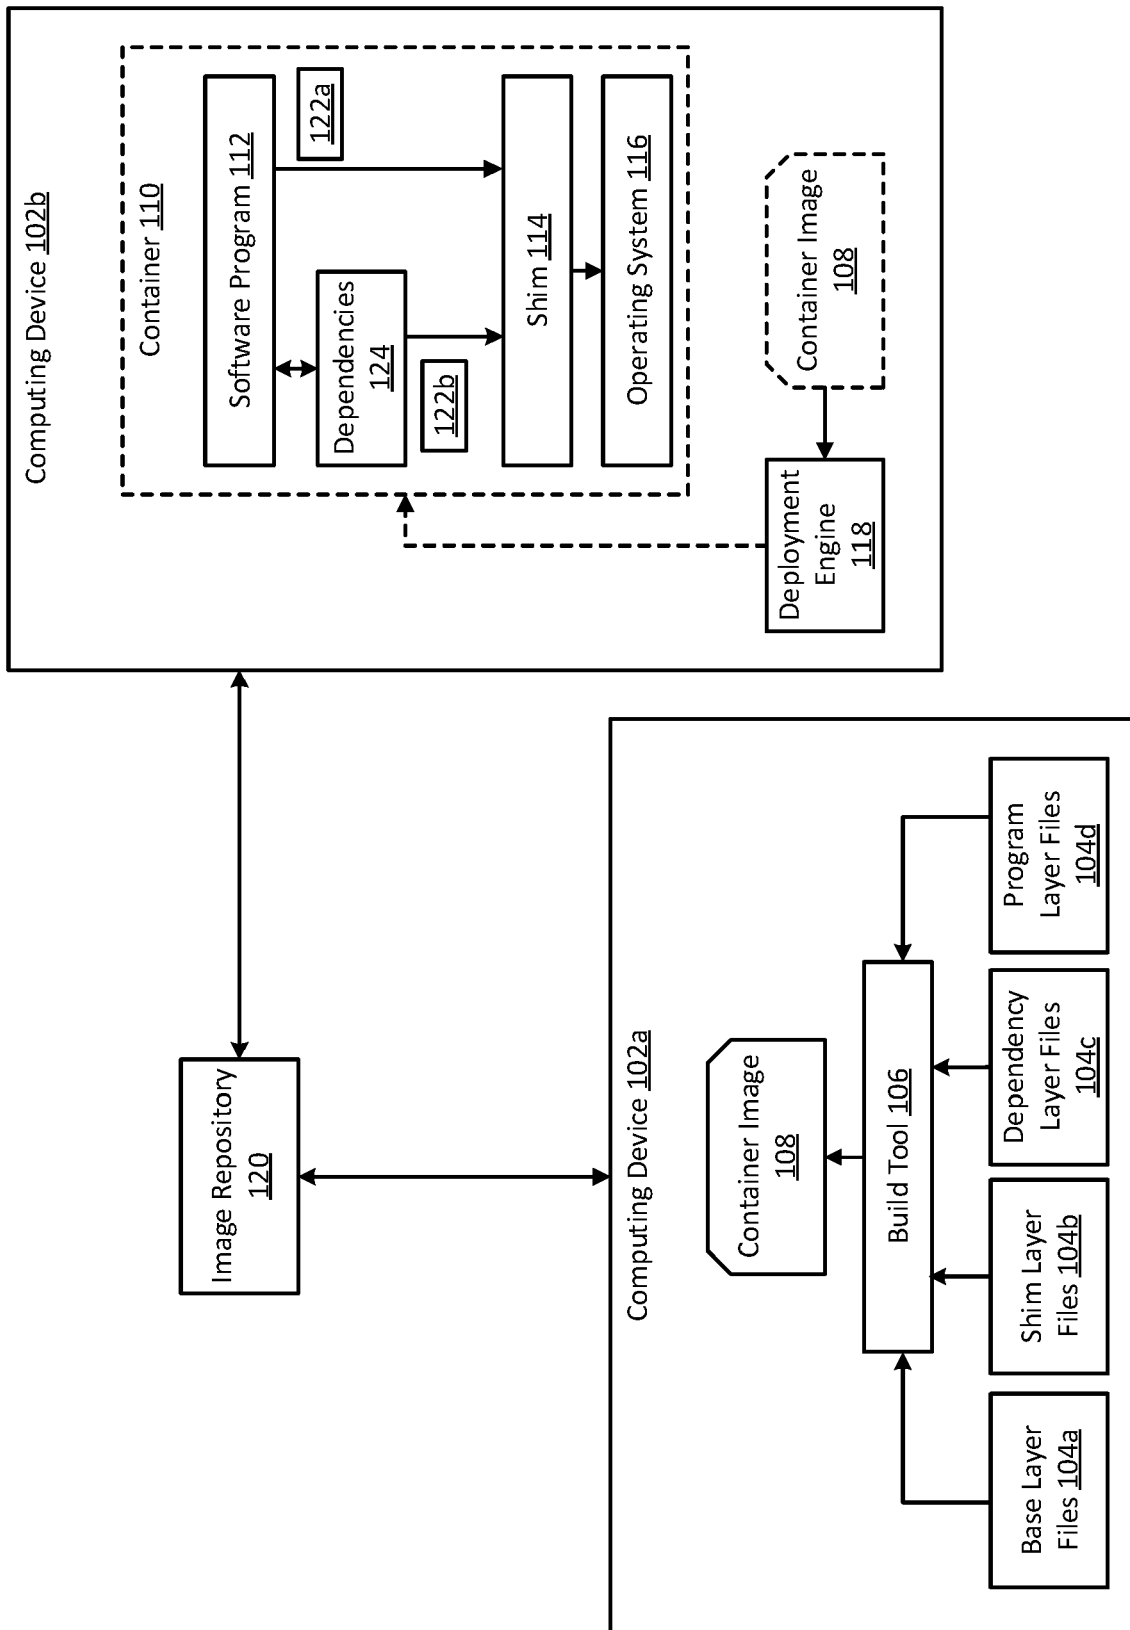 Computing Device 102b
Container 110
Software Program 112
122a
Dependencies
124
122b
Shim 114
Operating System 116
Container Image
108
Deployment
Engine
118
Image Repository
120
Computing Device 102a
Container Image
108
Build Tool 106
Base Layer
Files 104a
Shim Layer
Files 104b
Dependency
Layer Files
104c
Program
Layer Files
104d